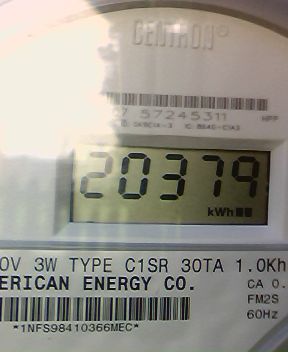 CENTRON®
57245311
20379
kWh
0V 3W TYPE C1SR 30TA 1.0Kh
ERICAN ENERGY CO. CA 0.
FM2S
*1NFS98410366MEC* 60Hz